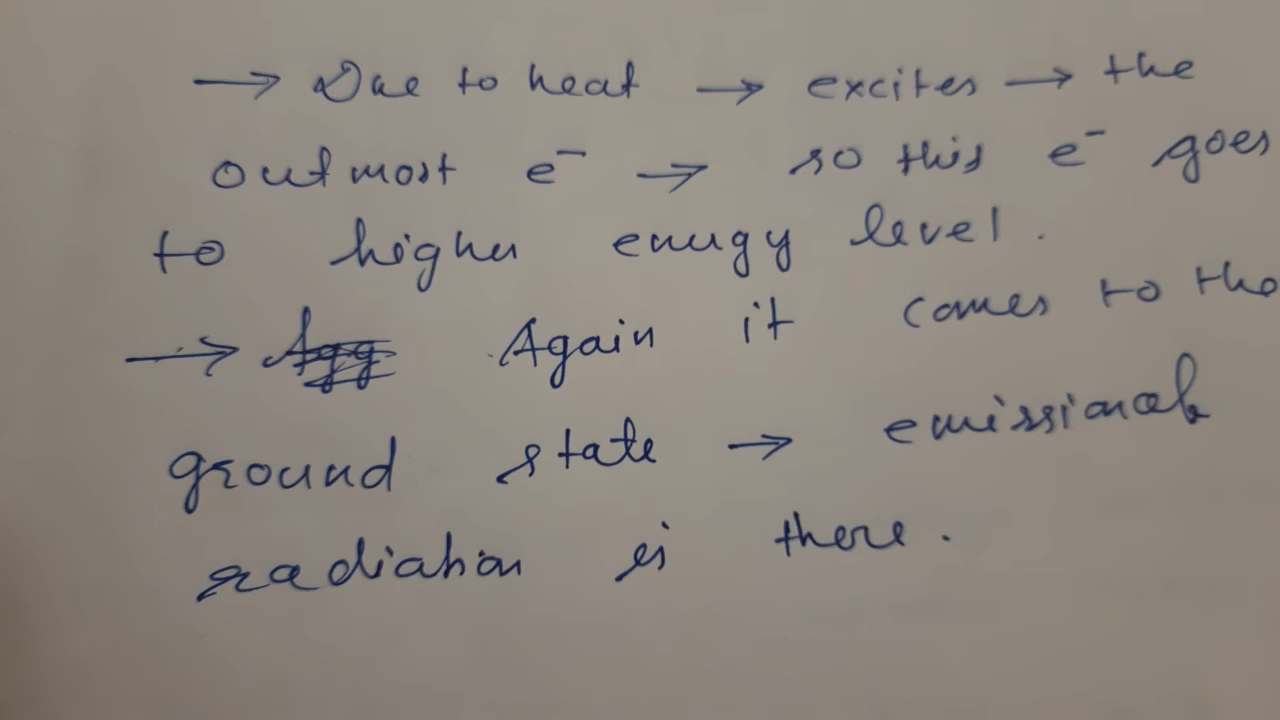 → Due to heat → excites → the
outmost e⁻ → so this e⁻ goes
to higher energy level.
→ Again it comes to the
ground state → emission of
radiation is there.